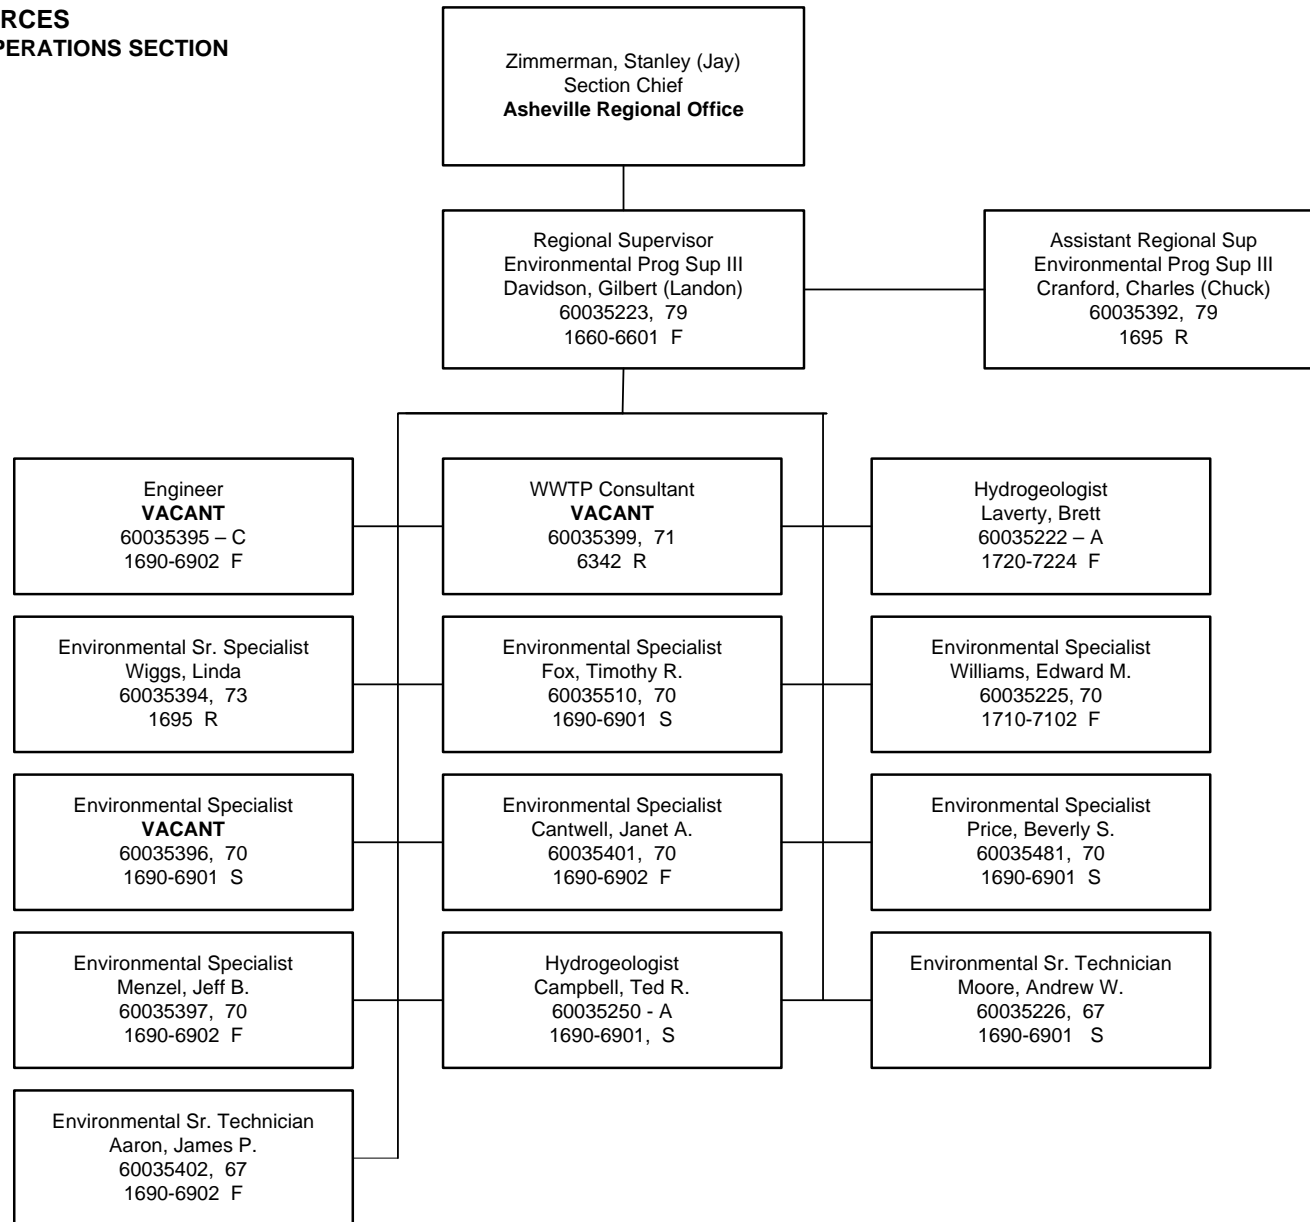 RCES
PERATIONS SECTION
Zimmerman, Stanley (Jay)
Section Chief
Asheville Regional Office
Regional Supervisor
Environmental Prog Sup III
Davidson, Gilbert (Landon)
60035223, 79
1660-6601 F
Assistant Regional Sup
Environmental Prog Sup III
Cranford, Charles (Chuck)
60035392, 79
1695 R
Engineer
VACANT
60035395 – C
1690-6902 F
WWTP Consultant
VACANT
60035399, 71
6342 R
Hydrogeologist
Laverty, Brett
60035222 – A
1720-7224 F
Environmental Sr. Specialist
Wiggs, Linda
60035394, 73
1695 R
Environmental Specialist
Fox, Timothy R.
60035510, 70
1690-6901 S
Environmental Specialist
Williams, Edward M.
60035225, 70
1710-7102 F
Environmental Specialist
VACANT
60035396, 70
1690-6901 S
Environmental Specialist
Cantwell, Janet A.
60035401, 70
1690-6902 F
Environmental Specialist
Price, Beverly S.
60035481, 70
1690-6901 S
Environmental Specialist
Menzel, Jeff B.
60035397, 70
1690-6902 F
Hydrogeologist
Campbell, Ted R.
60035250 - A
1690-6901, S
Environmental Sr. Technician
Moore, Andrew W.
60035226, 67
1690-6901 S
Environmental Sr. Technician
Aaron, James P.
60035402, 67
1690-6902 F